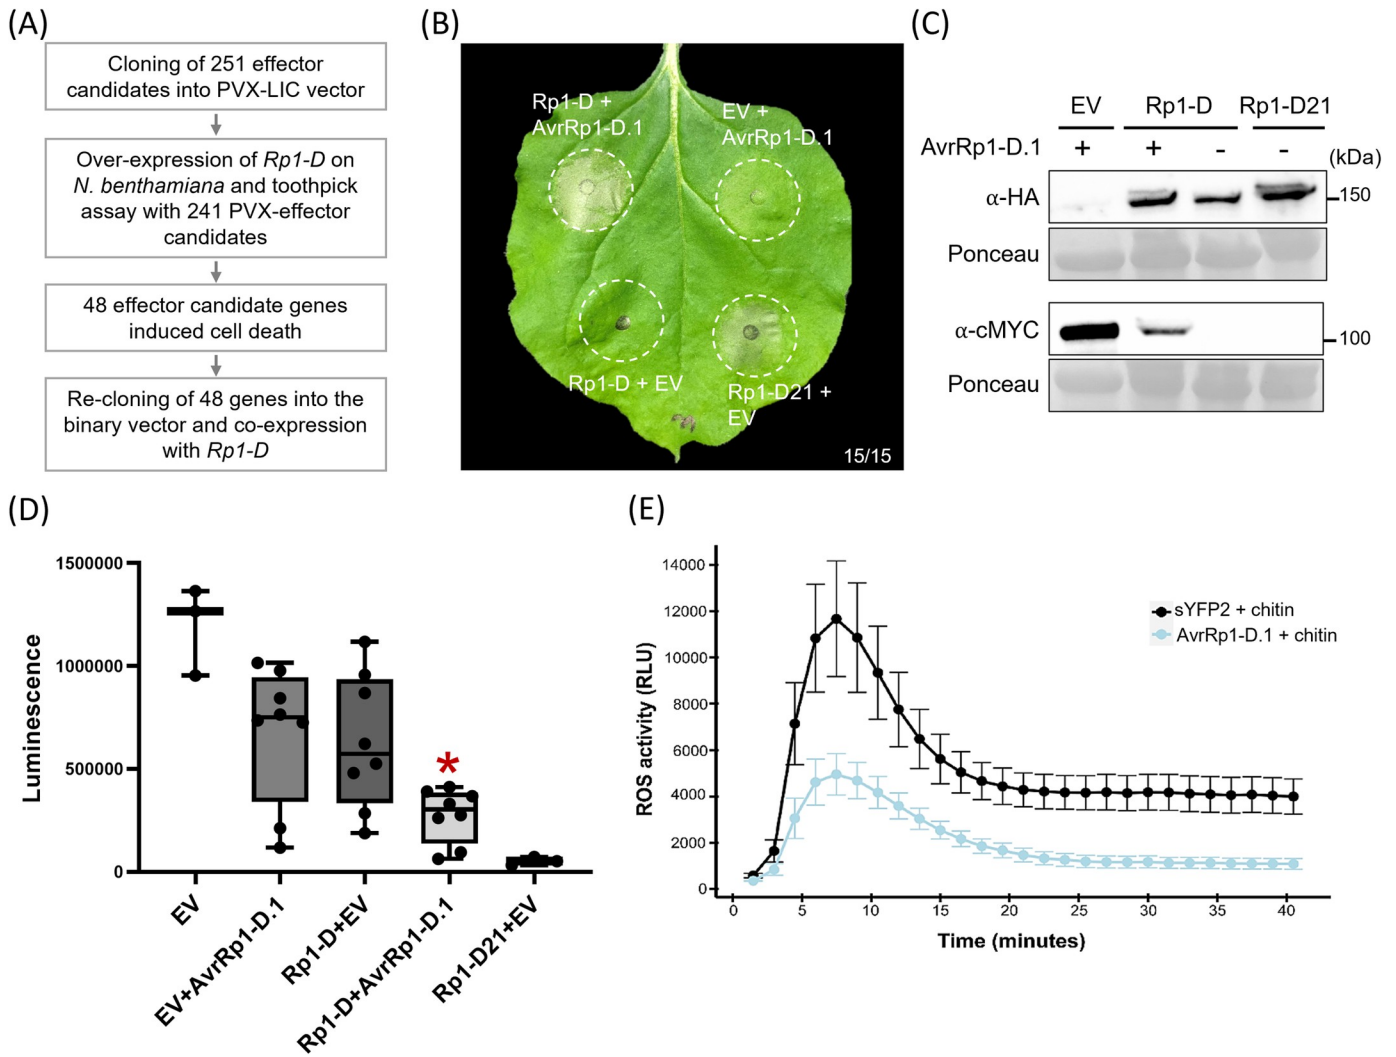 (A)
Cloning of 251 effector
candidates into PVX-LIC vector
Over-expression of Rp1-D on
N. benthamiana and toothpick
assay with 241 PVX-effector
candidates
48 effector candidate genes
induced cell death
Re-cloning of 48 genes into the
binary vector and co-expression
with Rp1-D
(B)
Rp1-D +
AvrRp1-D.1
EV +
AvrRp1-D.1
Rp1-D + EV
Rp1-D21 +
EV
15/15
(C)
EV Rp1-D Rp1-D21
AvrRp1-D.1 + + - - (kDa)
α-HA 150
Ponceau
α-cMYC 100
Ponceau
(D)
Luminescence
1500000
1000000
500000
0
*
EV
EV+AvrRp1-D.1
Rp1-D+EV
Rp1-D+AvrRp1-D.1
Rp1-D21+EV
(E)
ROS activity (RLU)
14000
12000
10000
8000
6000
4000
2000
0
sYFP2 + chitin
AvrRp1-D.1 + chitin
0 5 10 15 20 25 30 35 40
Time (minutes)